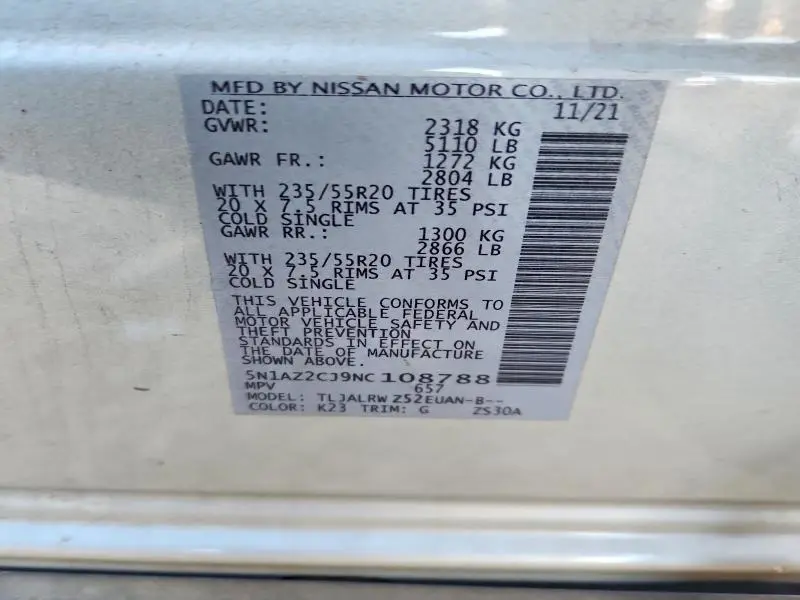 MFD BY NISSAN MOTOR CO., LTD.
DATE: 11/21
GVWR: 2318 KG
5110 LB
GAWR FR.: 1272 KG
2804 LB
WITH 235/55R20 TIRES
20 X 7.5 RIMS AT 35 PSI
COLD SINGLE
GAWR RR.: 1300 KG
2866 LB
WITH 235/55R20 TIRES
20 X 7.5 RIMS AT 35 PSI
COLD SINGLE
THIS VEHICLE CONFORMS TO
ALL APPLICABLE FEDERAL
MOTOR VEHICLE SAFETY AND
THEFT PREVENTION
STANDARDS IN EFFECT ON
THE DATE OF MANUFACTURE
SHOWN ABOVE.
5N1AZ2CJ9NC108788
MPV 657
MODEL: TLJALRW Z52EUAN-B--
COLOR: K23 TRIM: G ZS30A